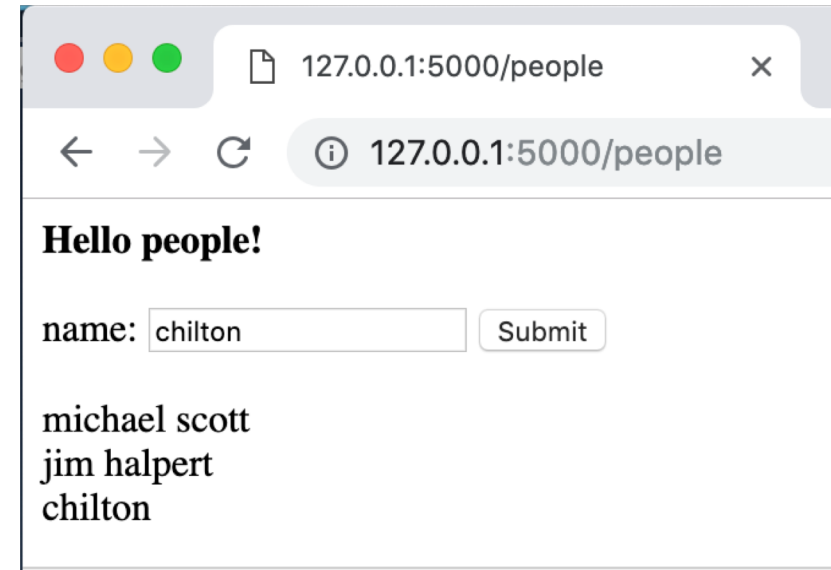 127.0.0.1:5000/people
127.0.0.1:5000/people
Hello people!
name: chilton Submit
michael scott
jim halpert
chilton